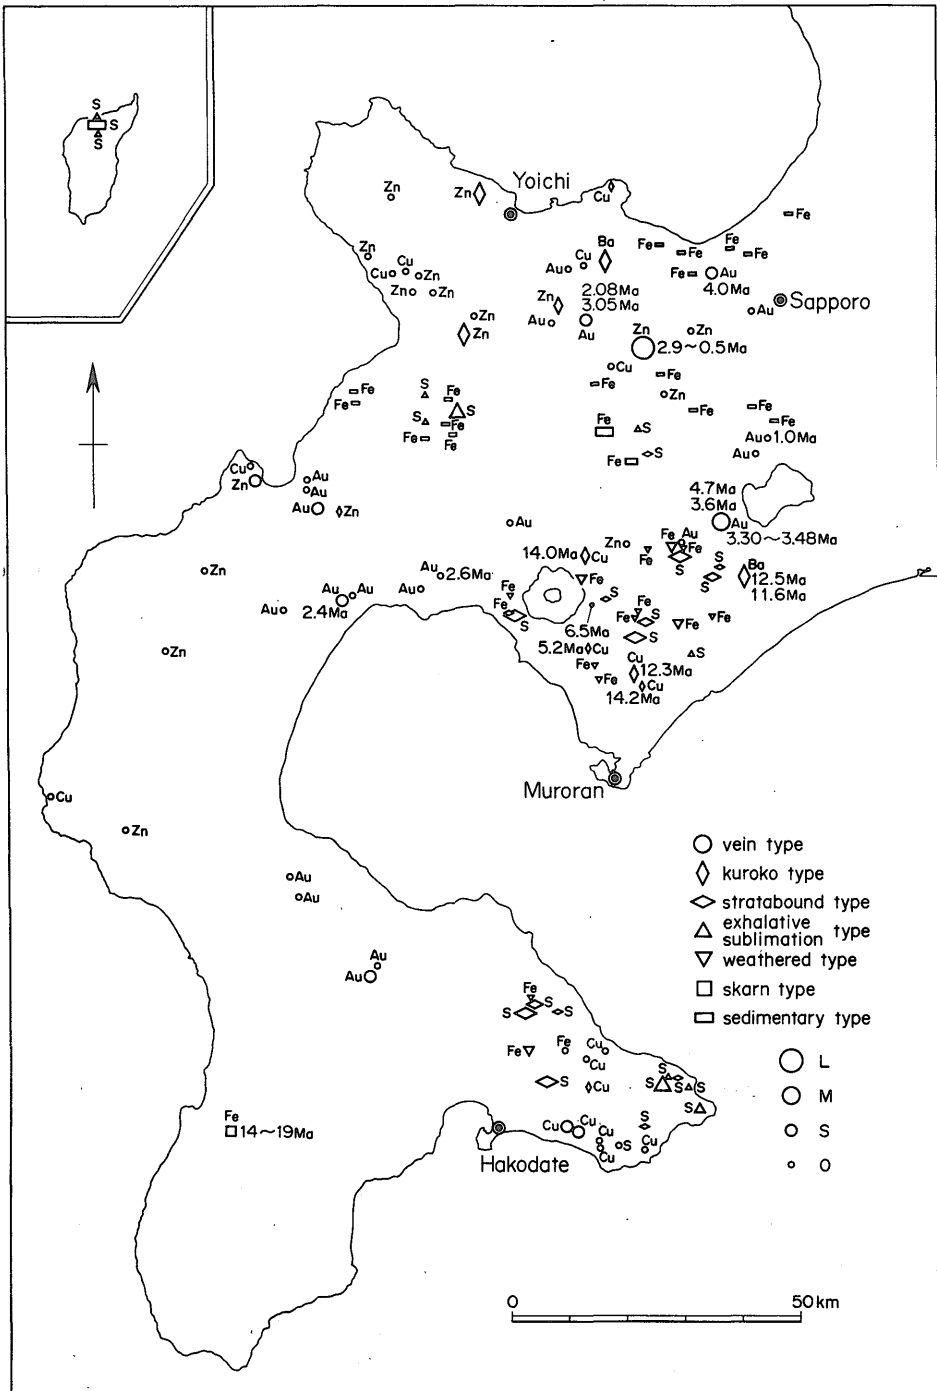 S
S
S
Yoichi
Zn
Zn
Cu
Fe
Zn
Ba
Fe
Fe
Fe
Fe
Cu
Cu
Zn
Au
Cu
Fe
Au
4.0Ma
Zn
Zn
2.08Ma
3.05Ma
Zn
Sapporo
Au
Zn
Zn
Au
Au
Zn
Zn
2.9~0.5Ma
Cu
Fe
Fe
Zn
Fe
Fe
S
Fe
S
Fe
Fe
S
Fe
Fe
Fe
Fe
S
Fe
Au
1.0Ma
Fe
S
Au
Cu
Zn
Au
Au
Au
Zn
4.7Ma
3.6Ma
Au
3.30~3.48Ma
Au
14.0Ma
Cu
Zn
Au
Fe
Fe
S
S
S
Ba
12.5Ma
11.6Ma
Zn
Au
2.6Ma
Au
Au
Au
2.4Ma
Au
Fe
Fe
S
Fe
S
6.5Ma
Fe
Fe
S
Fe
Fe
S
5.2Ma
Cu
Zn
Fe
Fe
Cu
12.3Ma
Cu
14.2Ma
S
Muroran
Cu
Zn
vein type
kuroko type
stratabound type
exhalative
sublimation type
weathered type
skarn type
sedimentary type
L
M
S
O
Au
Au
Au
Au
Fe
S
S
S
Fe
Fe
Cu
Cu
S
Cu
S
S
S
S
S
Fe
14~19Ma
Cu
Cu
Cu
Cu
S
S
Cu
Hakodate
0
50km